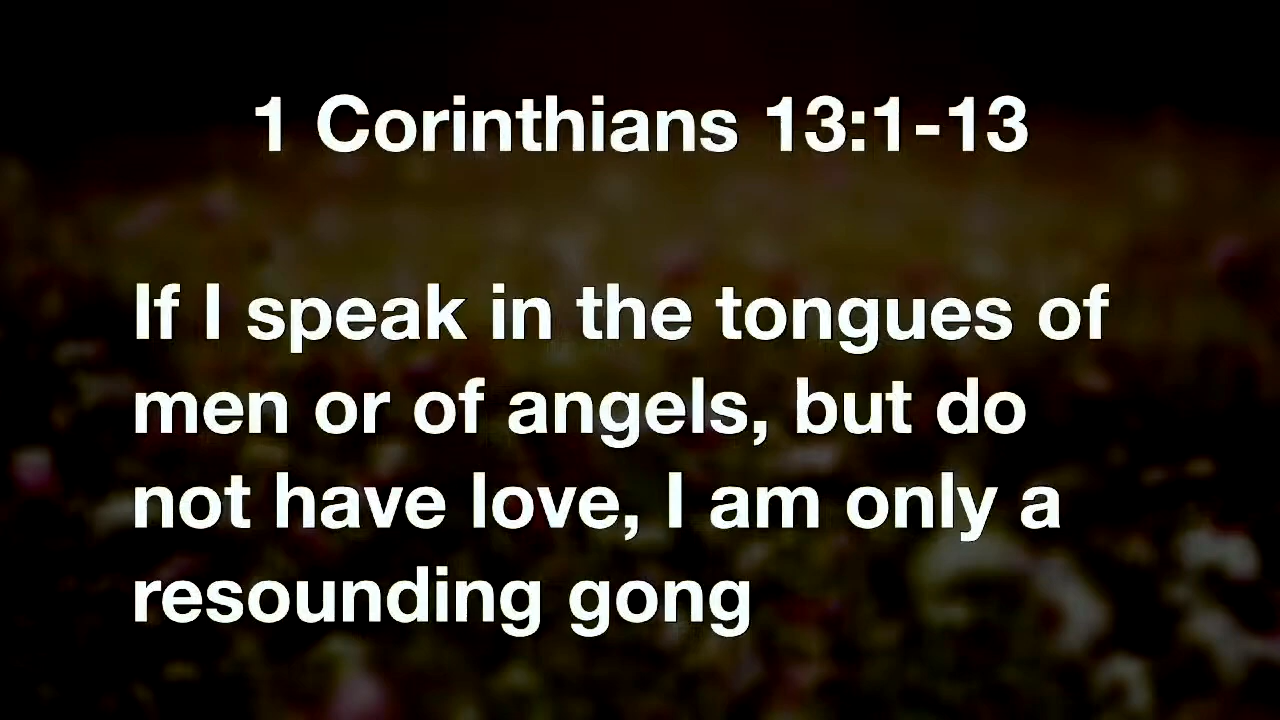 1 Corinthians 13:1-13
If I speak in the tongues of
men or of angels, but do
not have love, I am only a
resounding gong